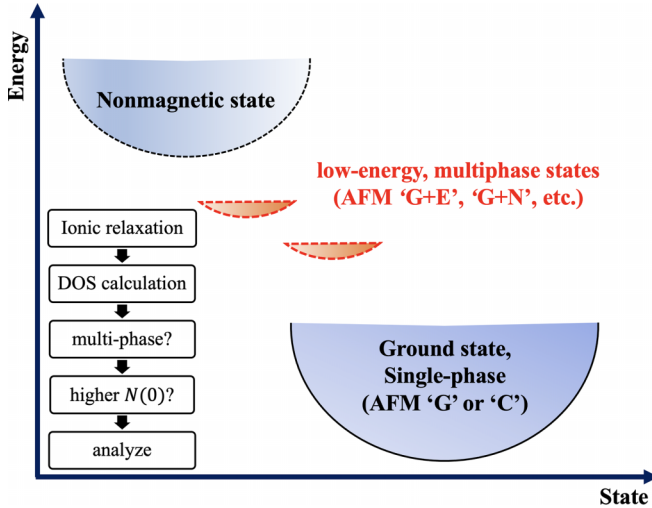 Energy
Nonmagnetic state
low-energy, multiphase states
(AFM ‘G+E’, ‘G+N’, etc.)
Ionic relaxation
DOS calculation
multi-phase?
higher N(0)?
analyze
Ground state,
Single-phase
(AFM ‘G’ or ‘C’)
State